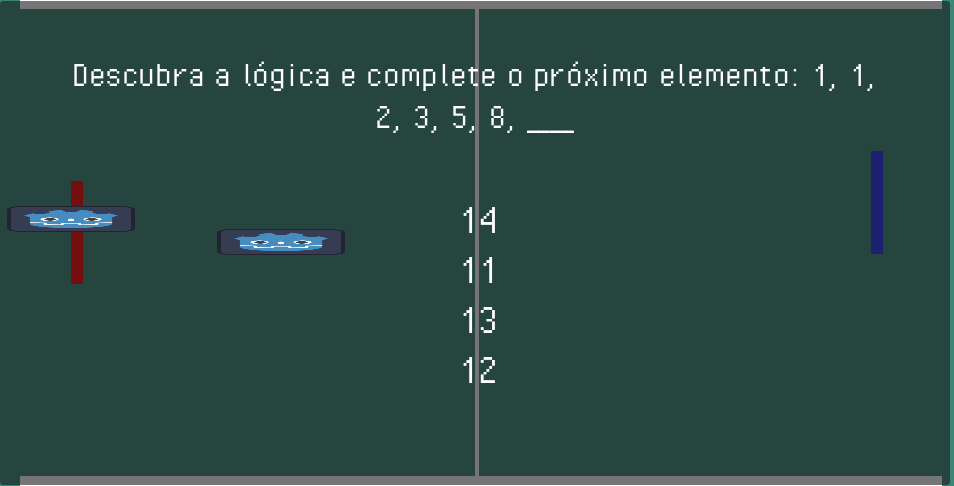 Descubra a lógica e complete o próximo elemento: 1, 1,
2, 3, 5, 8, ___
14
11
13
12